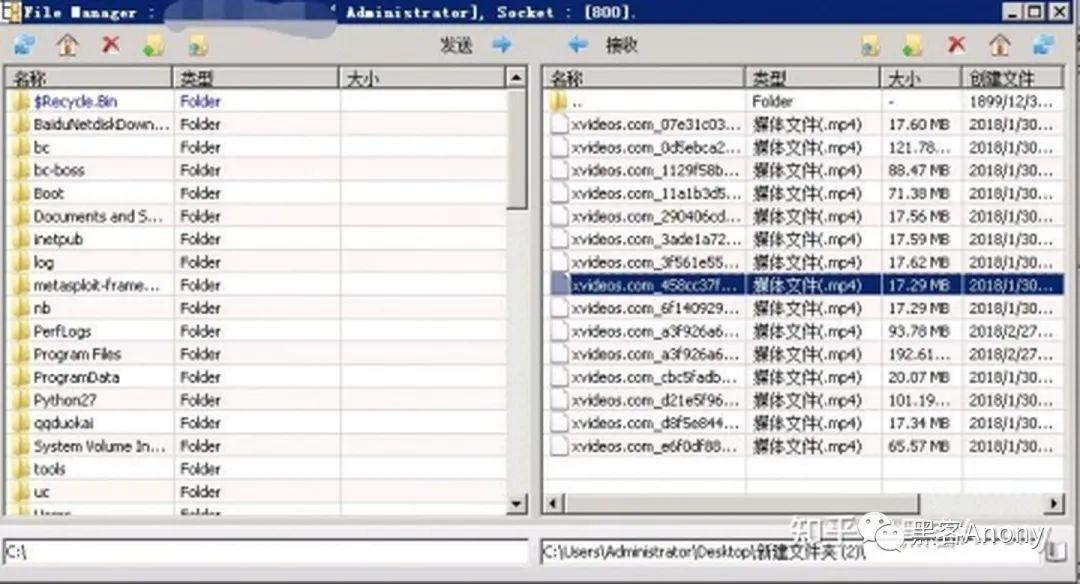 File Manager : Administrator], Socket : [800].
发送 接收
名称 类型 大小
$Recycle.Bin Folder
BaiduNetdiskDown... Folder
bc Folder
bc-boss Folder
Boot Folder
Documents and S... Folder
inetpub Folder
log Folder
metasploit-frame... Folder
nb Folder
PerfLogs Folder
Program Files Folder
ProgramData Folder
Python27 Folder
qqduokai Folder
System Volume In... Folder
tools Folder
uc Folder
Users Folder
C:\
名称 类型 大小 创建文件
.. Folder - 1899/12/3...
xvideos.com_07e31c03... 媒体文件(.mp4) 17.60 MB 2018/1/30...
xvideos.com_0d5ebca2... 媒体文件(.mp4) 121.78... 2018/1/30...
xvideos.com_1129f58b... 媒体文件(.mp4) 88.47 MB 2018/1/30...
xvideos.com_11a1b3d5... 媒体文件(.mp4) 71.38 MB 2018/1/30...
xvideos.com_290406cd... 媒体文件(.mp4) 17.56 MB 2018/1/30...
xvideos.com_3ade1a72... 媒体文件(.mp4) 17.59 MB 2018/1/30...
xvideos.com_3f561e55... 媒体文件(.mp4) 17.62 MB 2018/1/30...
xvideos.com_458cc37f... 媒体文件(.mp4) 17.29 MB 2018/1/30...
xvideos.com_6f140929... 媒体文件(.mp4) 17.29 MB 2018/1/30...
xvideos.com_a3f926a6... 媒体文件(.mp4) 93.78 MB 2018/2/27...
xvideos.com_a3f926a6... 媒体文件(.mp4) 192.61... 2018/2/27...
xvideos.com_cbc5fadb... 媒体文件(.mp4) 20.07 MB 2018/1/30...
xvideos.com_d21e5f96... 媒体文件(.mp4) 101.19... 2018/1/30...
xvideos.com_d8f5e844... 媒体文件(.mp4) 17.34 MB 2018/1/30...
xvideos.com_e6f0df88... 媒体文件(.mp4) 65.57 MB 2018/1/30...
C:\Users\Administrator\Desktop\新建文件夹 (2)\
知乎
黑客Anony